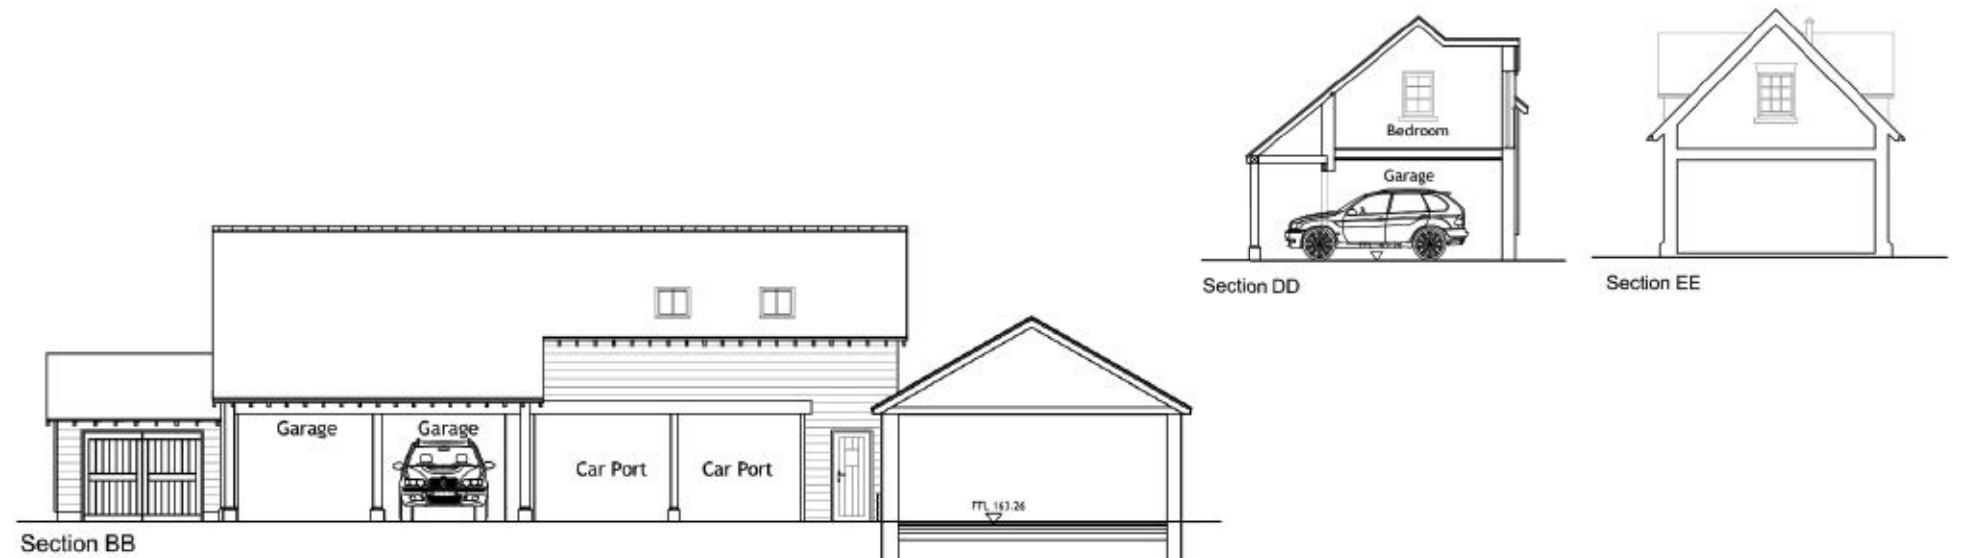 Bedroom
Garage
Section DD
Section EE
Garage
Garage
Car Port
Car Port
FFL 163.26
Section BB